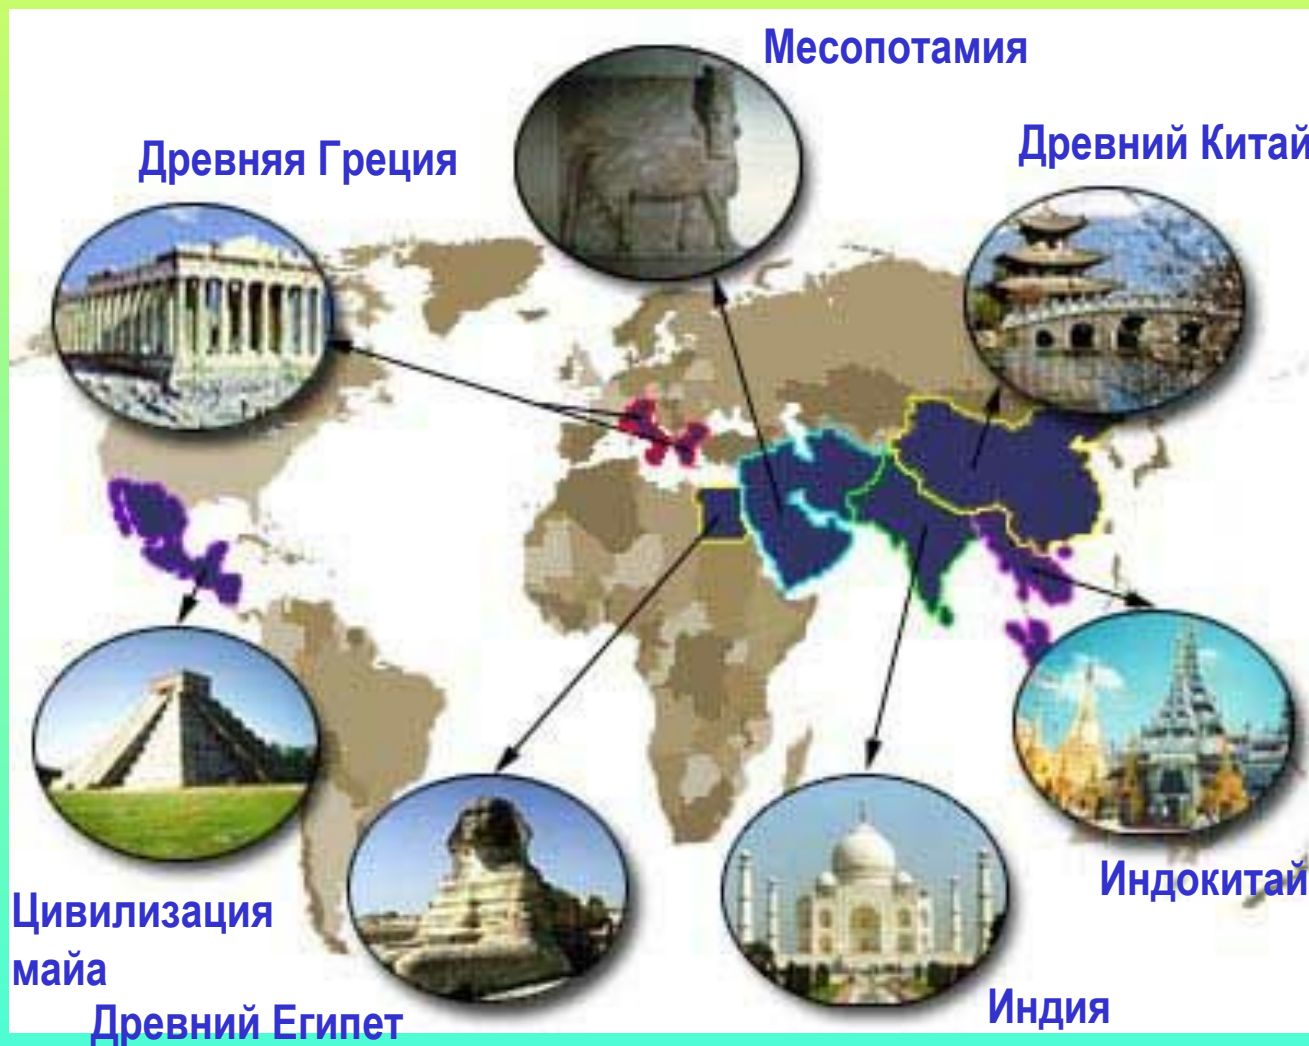 Месопотамия
Древняя Греция
Древний Китай
Цивилизация
майа
Древний Египет
Индия
Индокитай